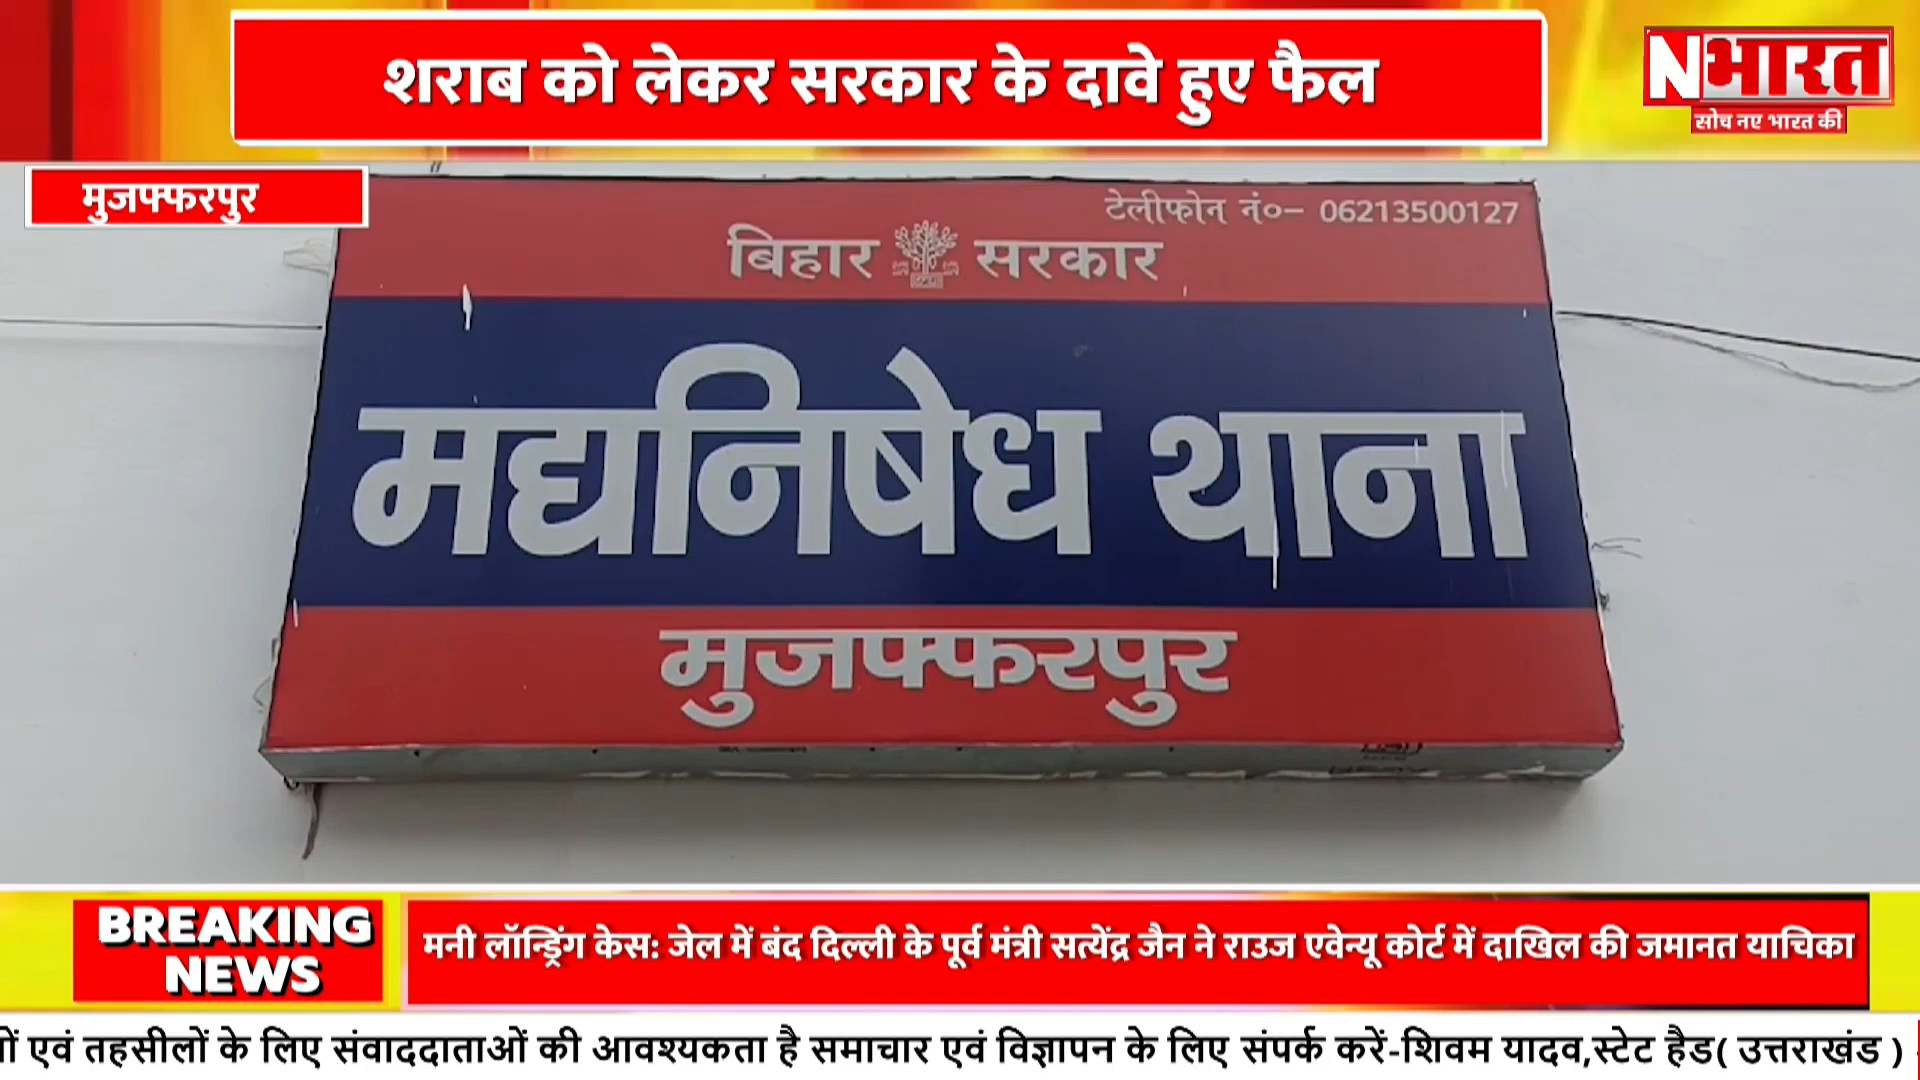 शराब को लेकर सरकार के दावे हुए फैल
Nभारत
सोच नए भारत की
मुजफ्फरपुर
टेलीफोन नं०– 06213500127
बिहार सरकार
मद्यनिषेध थाना
मुजफ्फरपुर
BREAKING NEWS
मनी लॉन्ड्रिंग केस: जेल में बंद दिल्ली के पूर्व मंत्री सत्येंद्र जैन ने राउज एवेन्यू कोर्ट में दाखिल की जमानत याचिका
एवं तहसीलों के लिए संवाददाताओं की आवश्यकता है समाचार एवं विज्ञापन के लिए संपर्क करें-शिवम यादव,स्टेट हैड( उत्तराखंड )